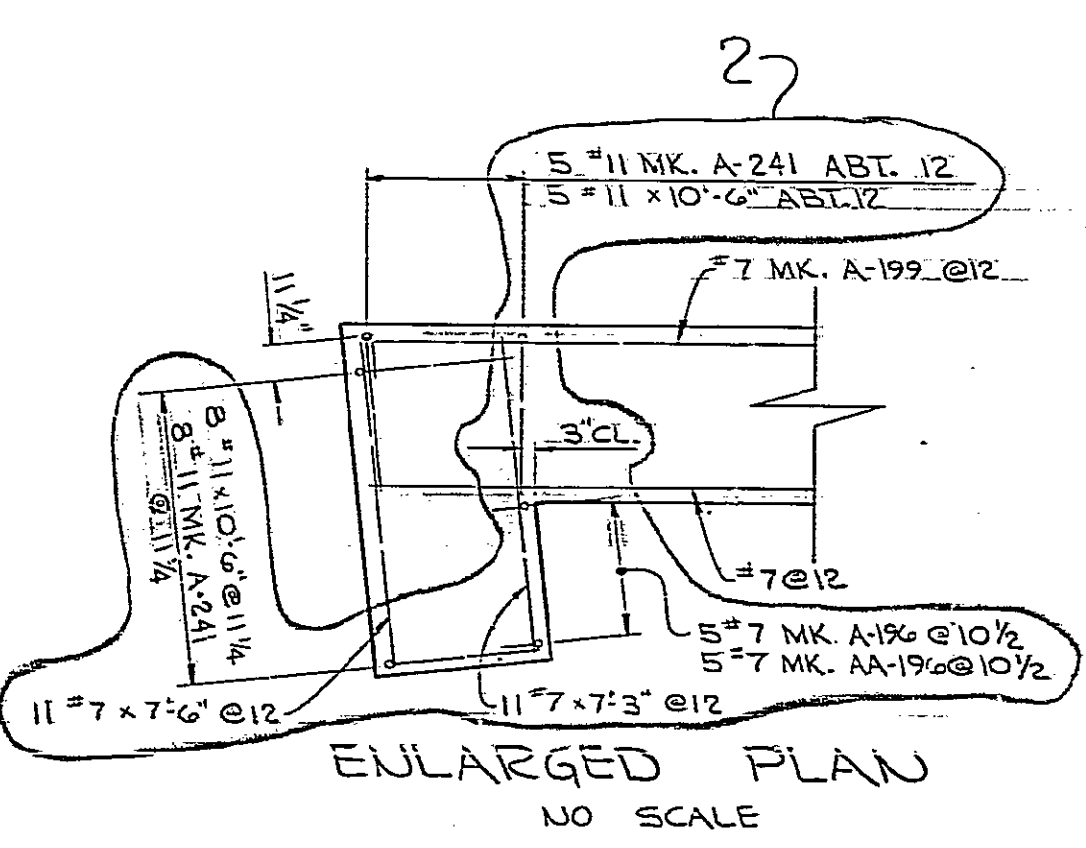 2
5 #11 MK. A-241 ABT. 12
5 #11 x 10'-6" ABT. 12
#7 MK. A-199 @12
11 1/4"
3" CL.
8 #11 x 10'-6" @ 11 1/4
8 #11 MK. A-241
@ 11 1/4
#7@12
5 #7 MK. A-196 @ 10 1/2
5 #7 MK. AA-196 @ 10 1/2
11 #7 x 7'-6" @12
11 #7 x 7'-3" @12
ENLARGED PLAN
NO SCALE